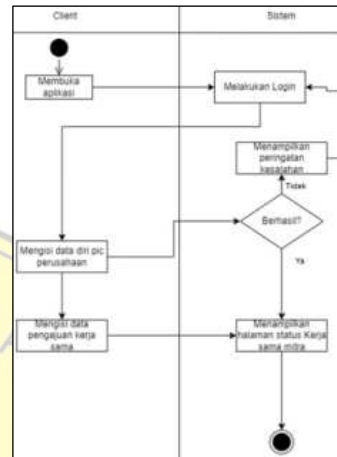 Client
Sistem
Membuka
aplikasi
Melakukan Login
Menampilkan
peringatan
kesalahan
Tidak
Berhasil?
Ya
Mengisi data diri pic
perusahaan
Mengisi data
pengajuan kerja
sama
Menampilkan
halaman status Kerja
sama mitra